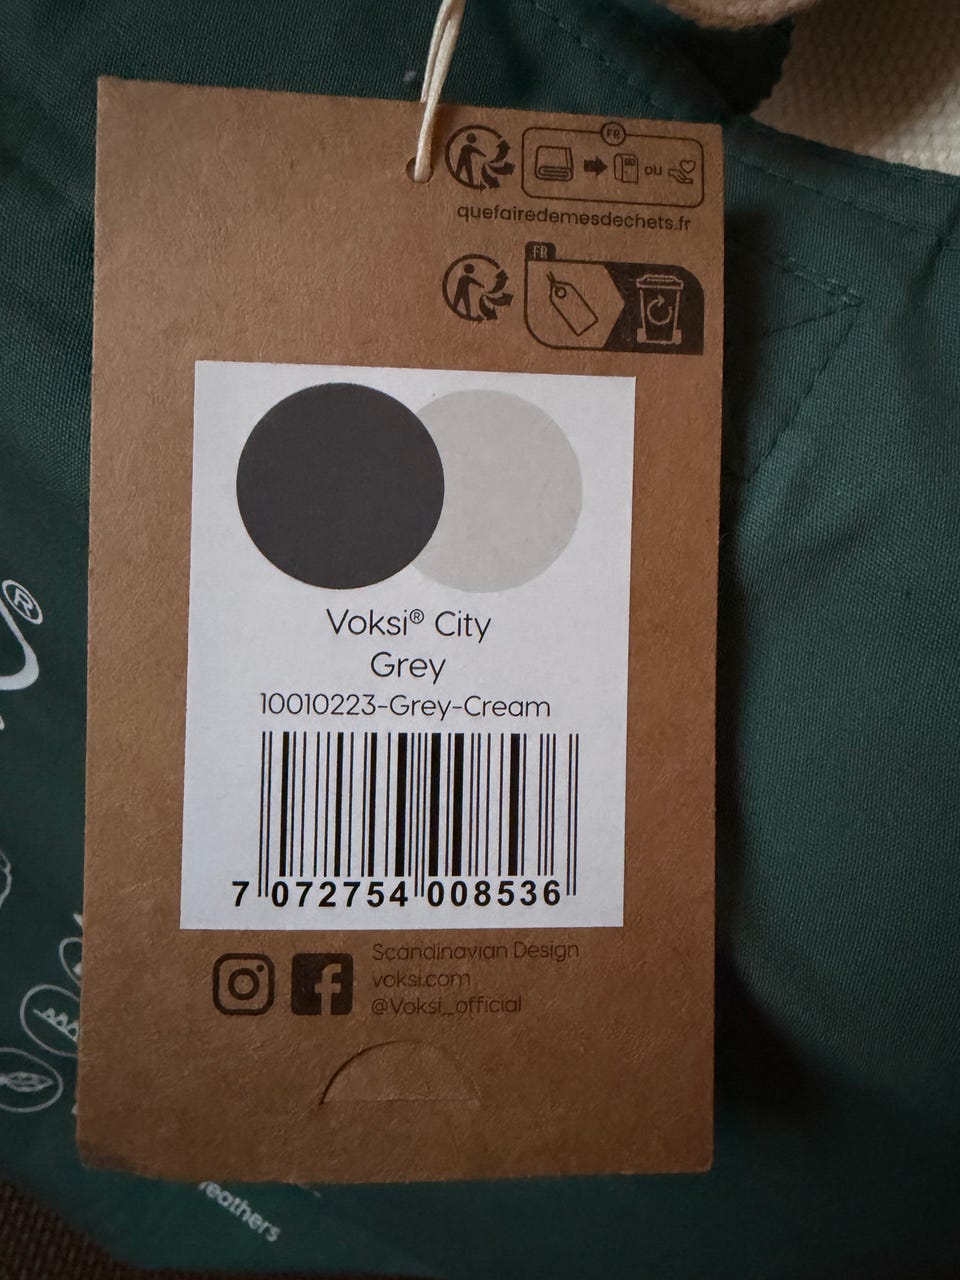 FR
OU
quefairedemesdechets.fr
FR
®
Voksi® City
Grey
10010223-Grey-Cream
7 072754 008536
Scandinavian Design
voksi.com
@Voksi_official
feathers